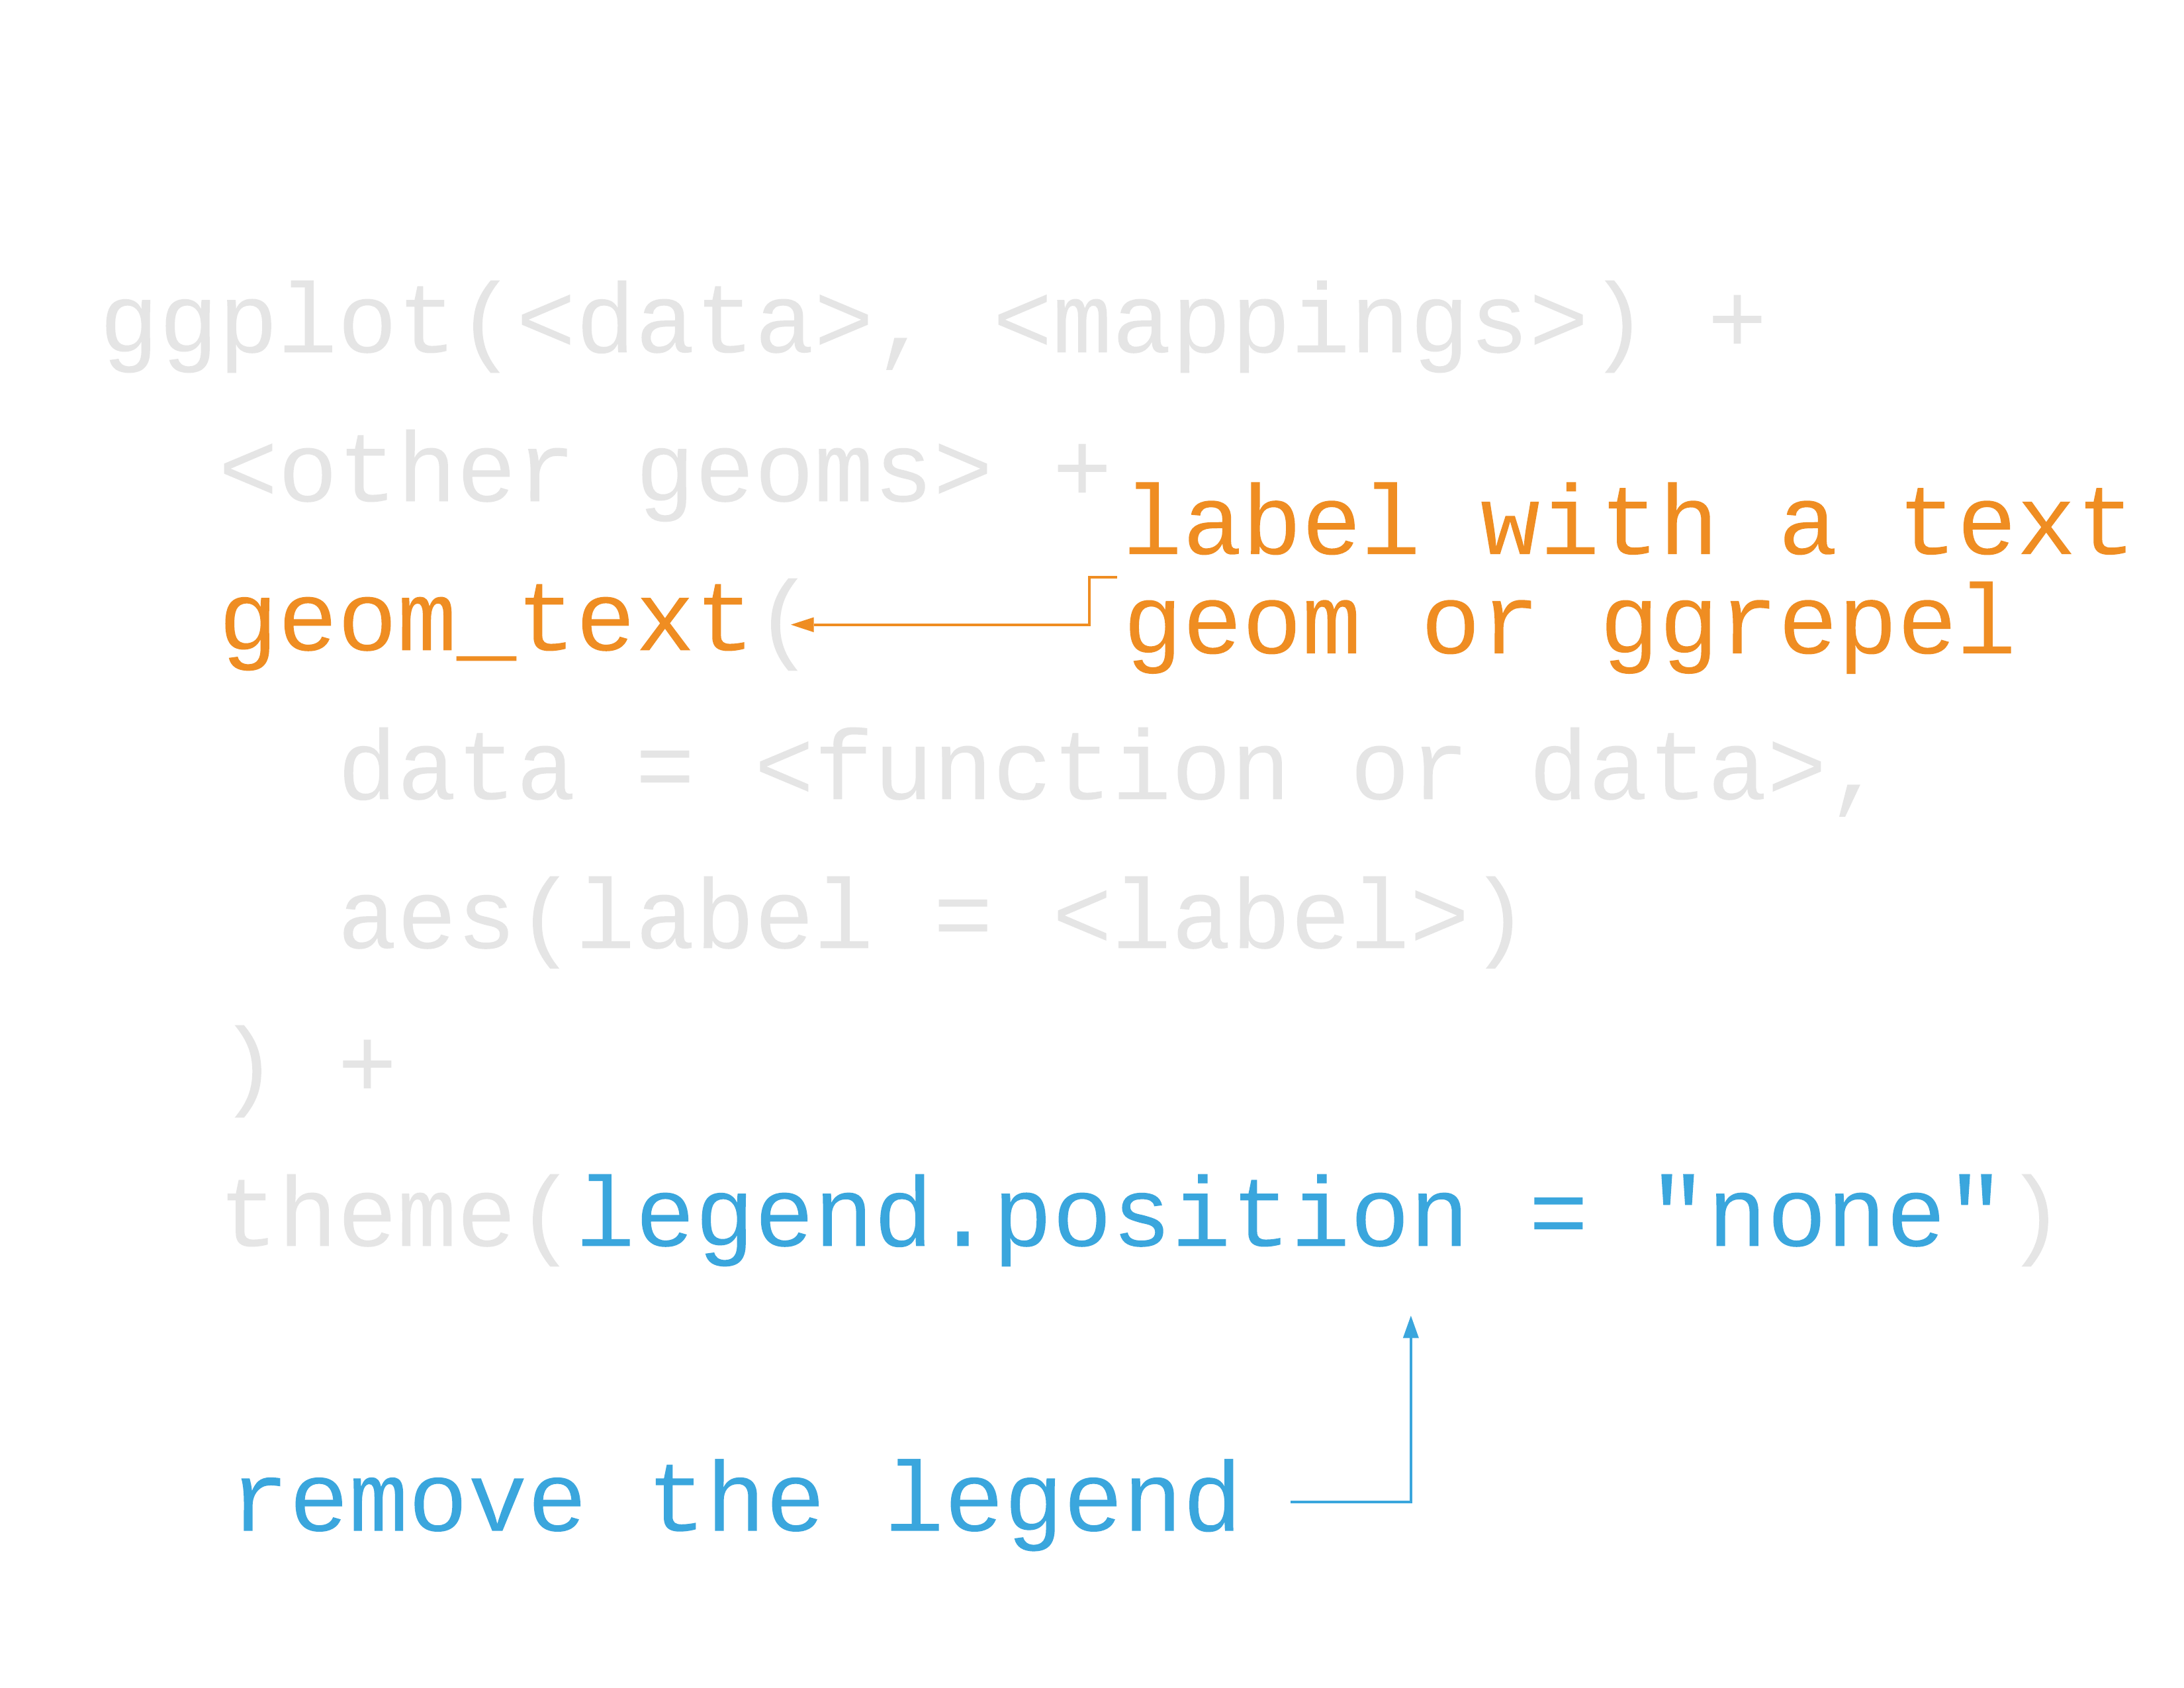 ggplot(<data>, <mappings>) +
<other geoms> +
label with a text
geom_text( geom or ggrepel
data = <function or data>,
aes(label = <label>)
) +
theme(legend.position = "none")
remove the legend